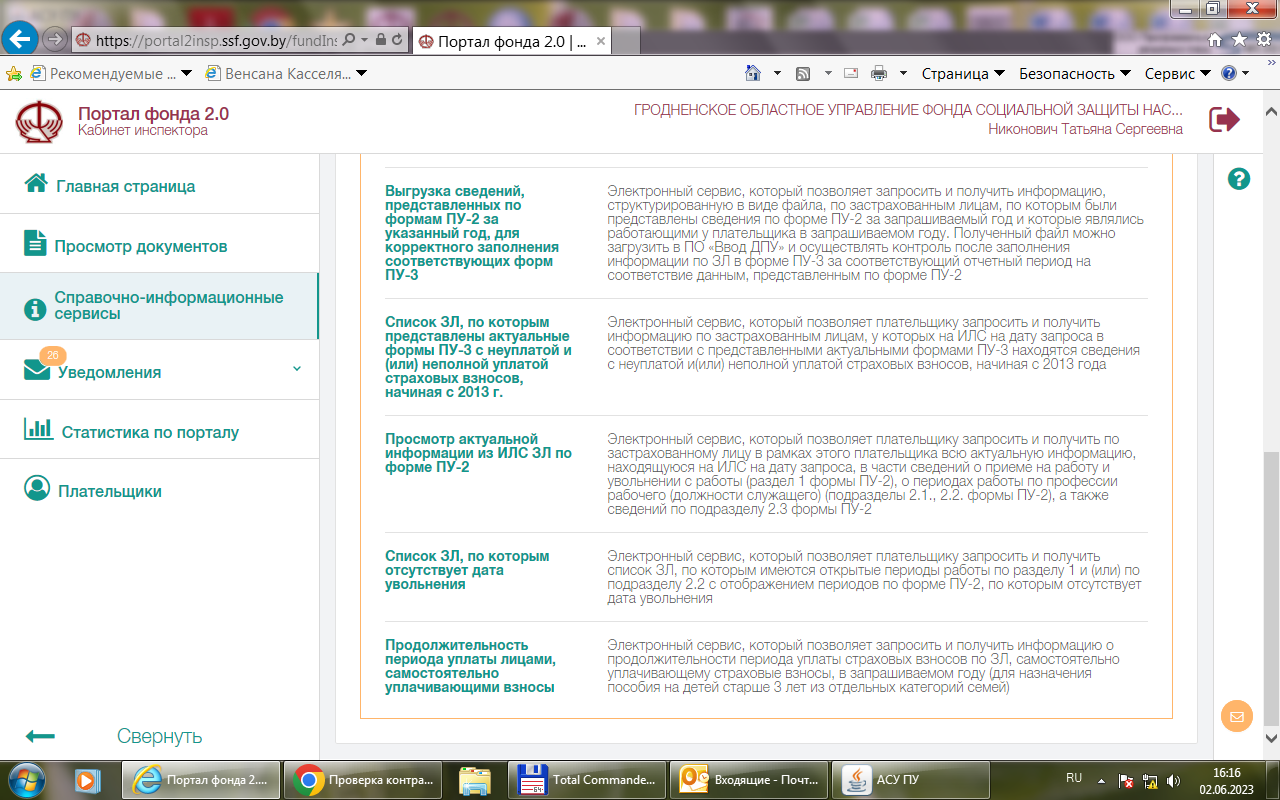 https://portal2insp.ssf.gov.by/fundIns
Портал фонда 2.0 | ...
Рекомендуемые ...
Венсана Касселя...
Страница
Безопасность
Сервис
Портал фонда 2.0
Кабинет инспектора
ГРОДНЕНСКОЕ ОБЛАСТНОЕ УПРАВЛЕНИЕ ФОНДА СОЦИАЛЬНОЙ ЗАЩИТЫ НАС...
Никонович Татьяна Сергеевна
Главная страница
Просмотр документов
Справочно-информационные
сервисы
26
Уведомления
Статистика по порталу
Плательщики
Свернуть
Выгрузка сведений,
представленных по
формам ПУ-2 за
указанный год, для
корректного заполнения
соответствующих форм
ПУ-3
Электронный сервис, который позволяет запросить и получить информацию,
структурированную в виде файла, по застрахованным лицам, по которым были
представлены сведения по форме ПУ-2 за запрашиваемый год и которые являлись
работающими у плательщика в запрашиваемом году. Полученный файл можно
загрузить в ПО «Ввод ДПУ» и осуществлять контроль после заполнения
информации по ЗЛ в форме ПУ-3 за соответствующий отчетный период на
соответствие данным, представленным по форме ПУ-2
Список ЗЛ, по которым
представлены актуальные
формы ПУ-3 с неуплатой и
(или) неполной уплатой
страховых взносов,
начиная с 2013 г.
Электронный сервис, который позволяет плательщику запросить и получить
информацию по застрахованным лицам, у которых на ИЛС на дату запроса в
соответствии с представленными актуальными формами ПУ-3 находятся сведения
с неуплатой и(или) неполной уплатой страховых взносов, начиная с 2013 года
Просмотр актуальной
информации из ИЛС ЗЛ по
форме ПУ-2
Электронный сервис, который позволяет плательщику запросить и получить по
застрахованному лицу в рамках этого плательщика всю актуальную информацию,
находящуюся на ИЛС на дату запроса, в части сведений о приеме на работу и
увольнении с работы (раздел 1 формы ПУ-2), о периодах работы по профессии
рабочего (должности служащего) (подразделы 2.1., 2.2. формы ПУ-2), а также
сведений по подразделу 2.3 формы ПУ-2
Список ЗЛ, по которым
отсутствует дата
увольнения
Электронный сервис, который позволяет плательщику запросить и получить
список ЗЛ, по которым имеются открытые периоды работы по разделу 1 и (или) по
подразделу 2.2 с отображением периодов по форме ПУ-2, по которым отсутствует
дата увольнения
Продолжительность
периода уплаты лицами,
самостоятельно
уплачивающими взносы
Электронный сервис, который позволяет запросить и получить информацию о
продолжительности периода уплаты страховых взносов по ЗЛ, самостоятельно
уплачивающему страховые взносы, в запрашиваемом году (для назначения
пособия на детей старше 3 лет из отдельных категорий семей)
Портал фонда 2....
Проверка контра...
Total Commande...
Входящие - Почт...
АСУ ПУ
RU
16:16
02.06.2023